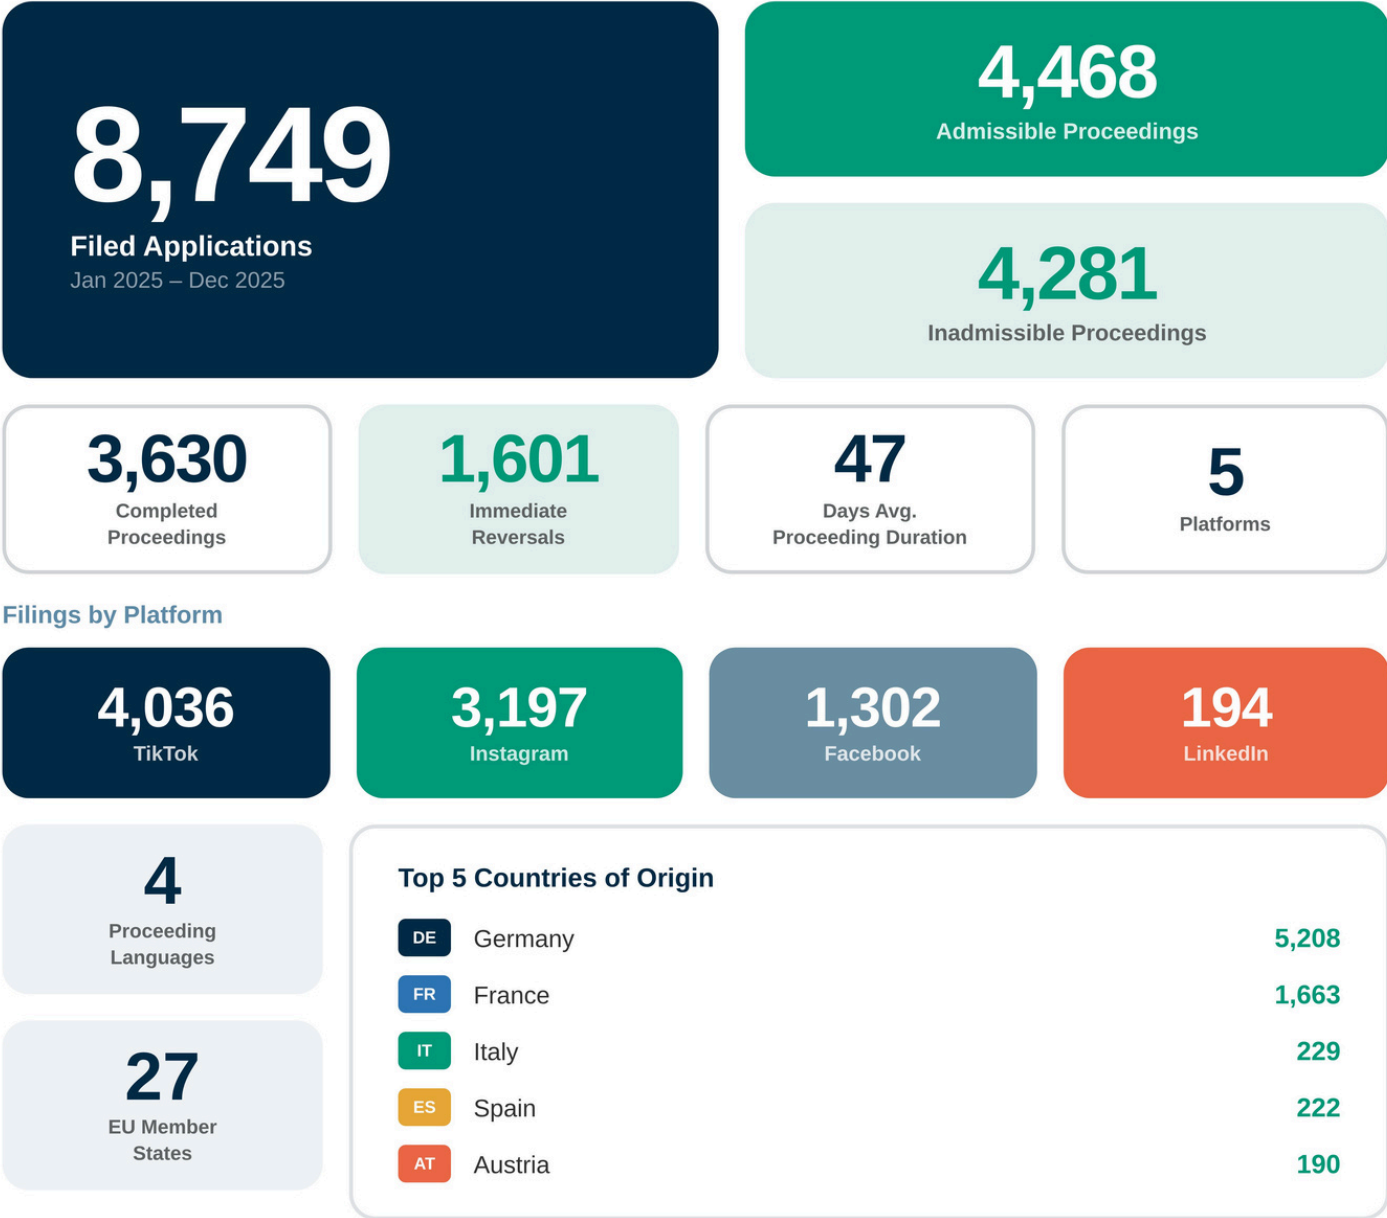 8,749
Filed Applications
Jan 2025 – Dec 2025
4,468
Admissible Proceedings
4,281
Inadmissible Proceedings
3,630
Completed
Proceedings
1,601
Immediate
Reversals
47
Days Avg.
Proceeding Duration
5
Platforms
Filings by Platform
4,036
TikTok
3,197
Instagram
1,302
Facebook
194
LinkedIn
4
Proceeding
Languages
27
EU Member
States
Top 5 Countries of Origin
DE Germany 5,208
FR France 1,663
IT Italy 229
ES Spain 222
AT Austria 190